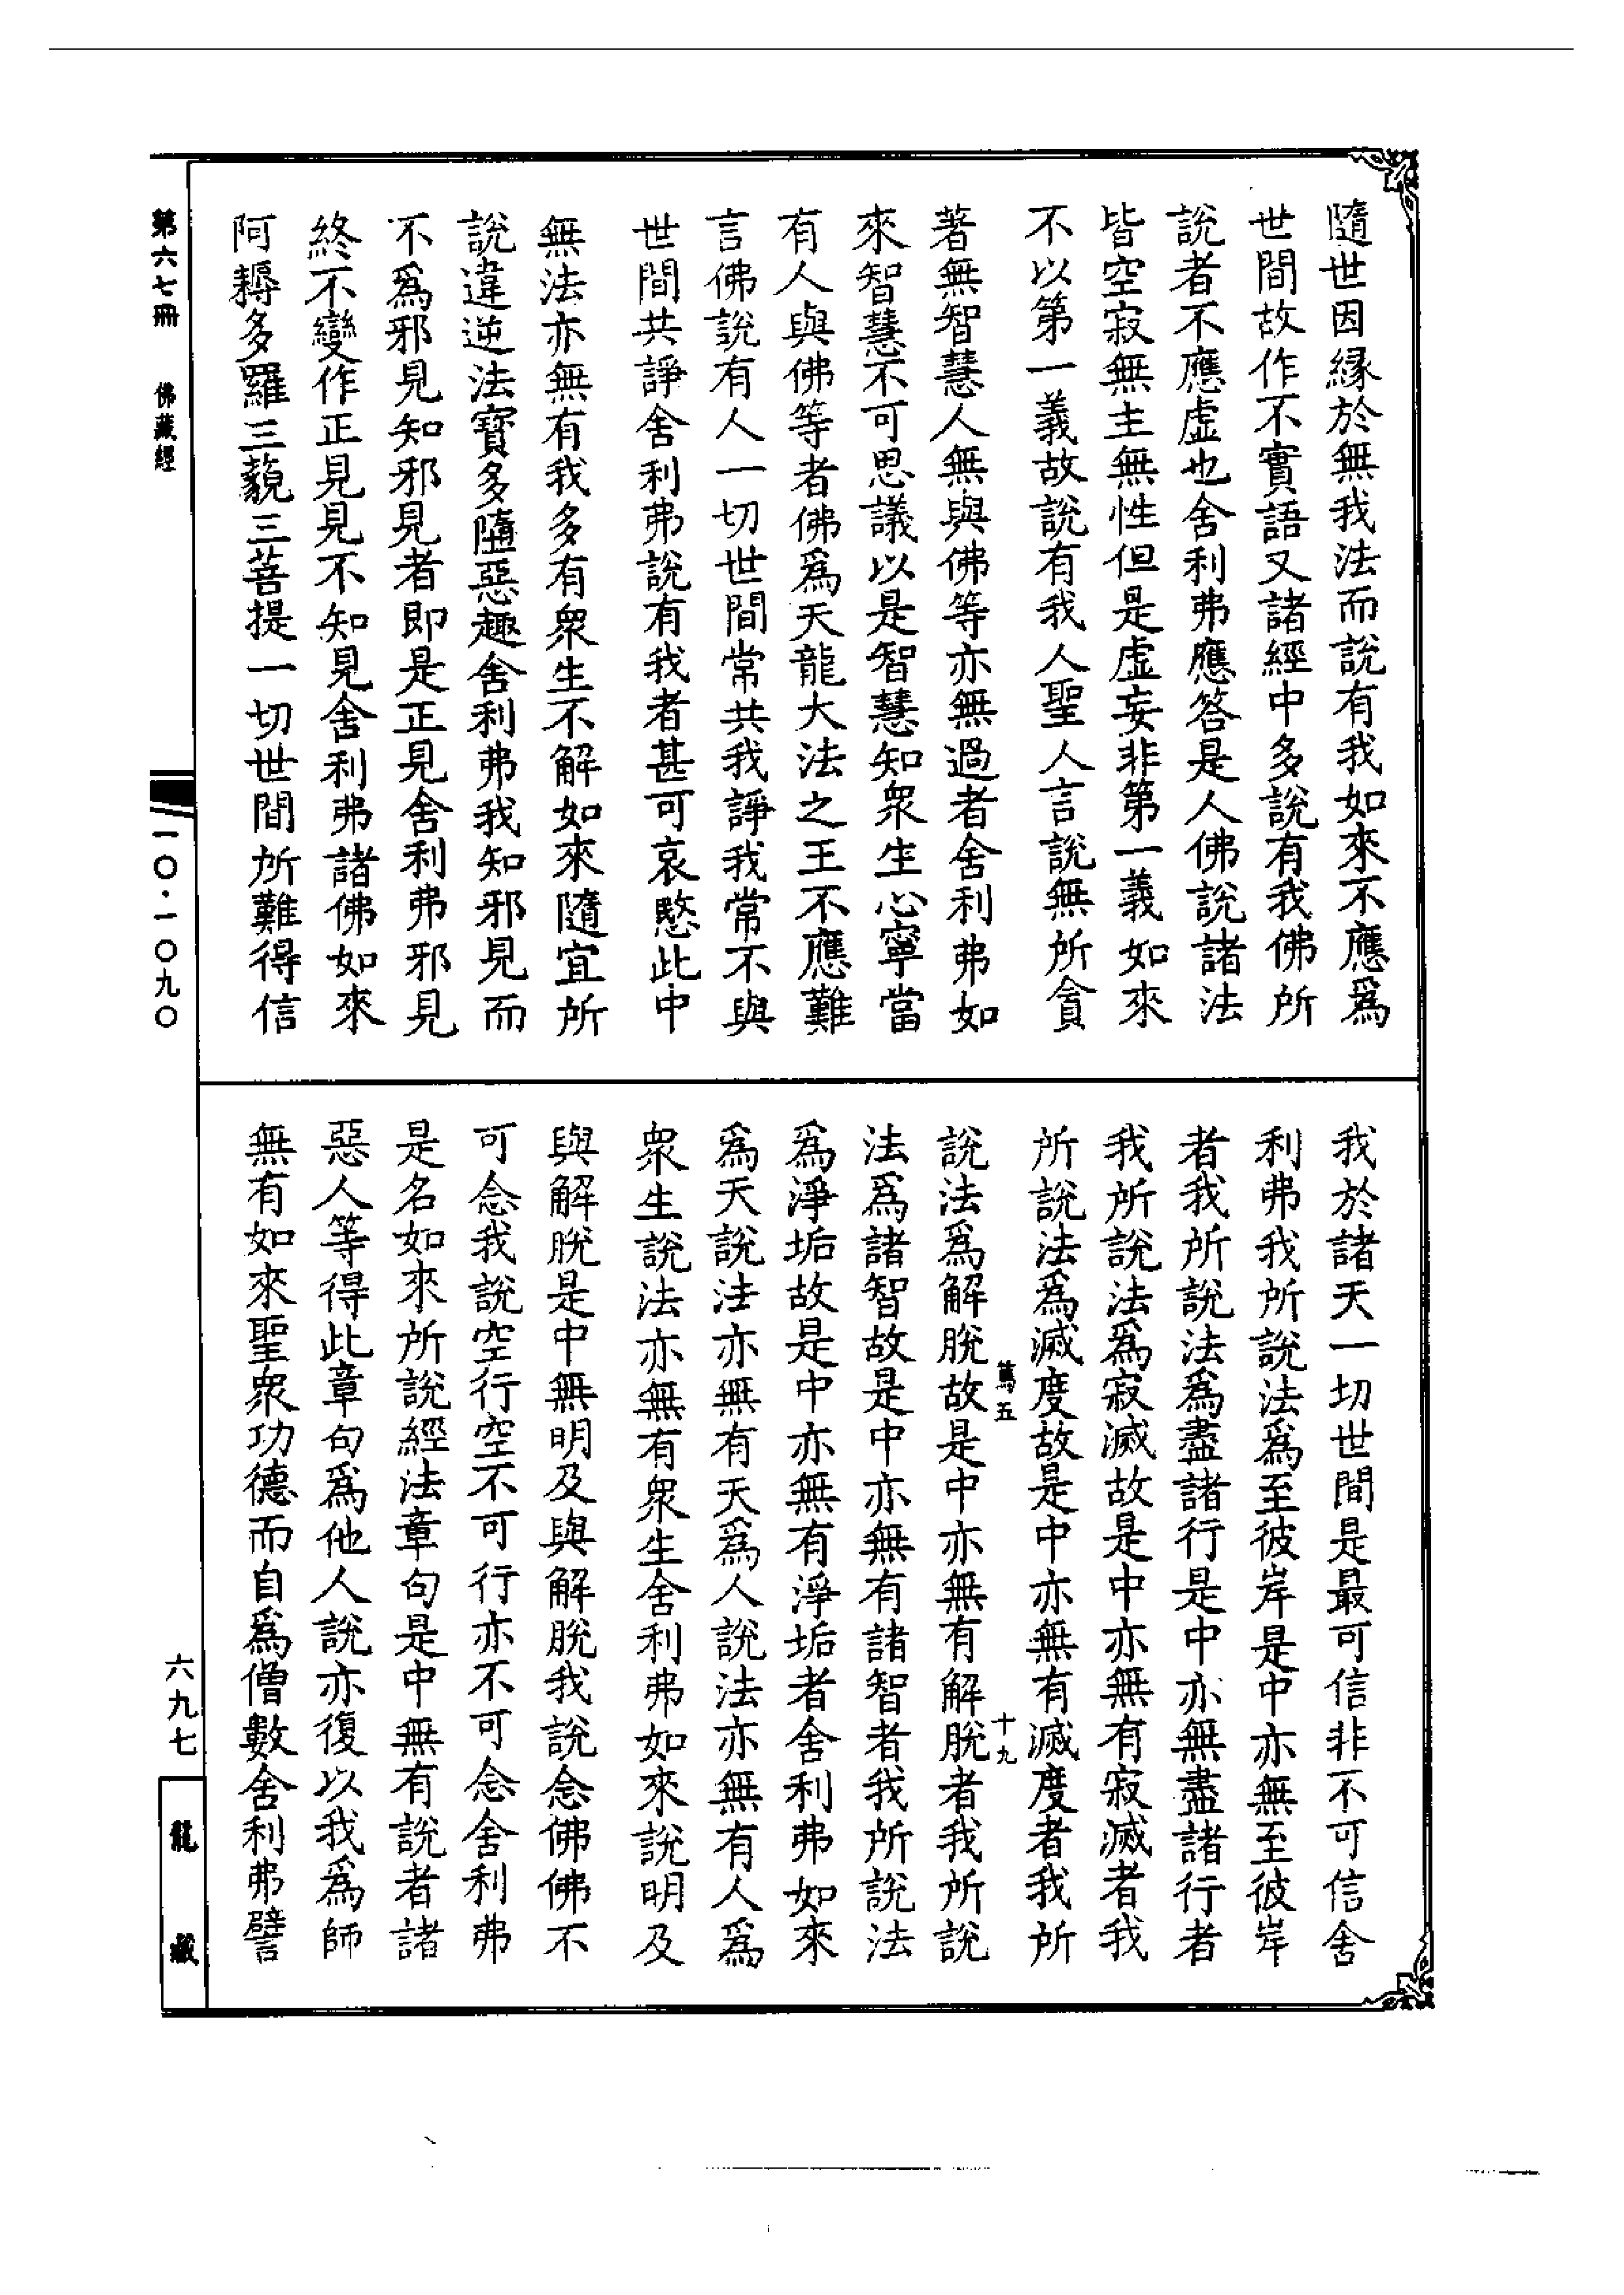 隨世因緣於無我法而說有我如來不應爲
世間故作不實語又諸經中多說有我佛所
說者不應虛也舍利弗應答是人佛說諸法
皆空寂無主無性但是虛妄非第一義如來
不以第一義故說有我人聖人言說無所貪
著無智慧人無與佛等亦無過者舍利弗如
來智慧不可思議以是智慧知衆生心寧當
有人與佛等者佛爲天龍大法之王不應難
言佛說有人一切世間常共我諍我常不與
世間共諍舍利弗說有我者甚可哀愍此中
無法亦無有我多有衆生不解如來隨宜所
說違逆法寶多墮惡趣舍利弗我知邪見而
不爲邪見知邪見者即是正見舍利弗邪見
終不變作正見見不知見舍利弗諸佛如來
阿耨多羅三藐三菩提一切世間所難得信
我於諸天一切世間是最可信非不可信舍
利弗我所說法爲至彼岸是中亦無至彼岸
者我所說法爲盡諸行是中亦無盡諸行者
我所說法爲寂滅故是中亦無有寂滅者我
所說法爲滅度故是中亦無有滅度者我所
篤五 十九
說法爲解脫故是中亦無有解脫者我所說
法爲諸智故是中亦無有諸智者我所說法
爲淨垢故是中亦無有淨垢者舍利弗如來
爲天說法亦無有天爲人說法亦無有人爲
衆生說法亦無有衆生舍利弗如來說明及
與解脫是中無明及與解脫我說念佛佛不
可念我說空行空不可行亦不可念舍利弗
是名如來所說經法章句是中無有說者諸
惡人等得此章句爲他人說亦復以我爲師
無有如來聖衆功德而自爲僧數舍利弗譬
第六七冊 佛藏經
一〇·一〇九〇
六九七
龍藏